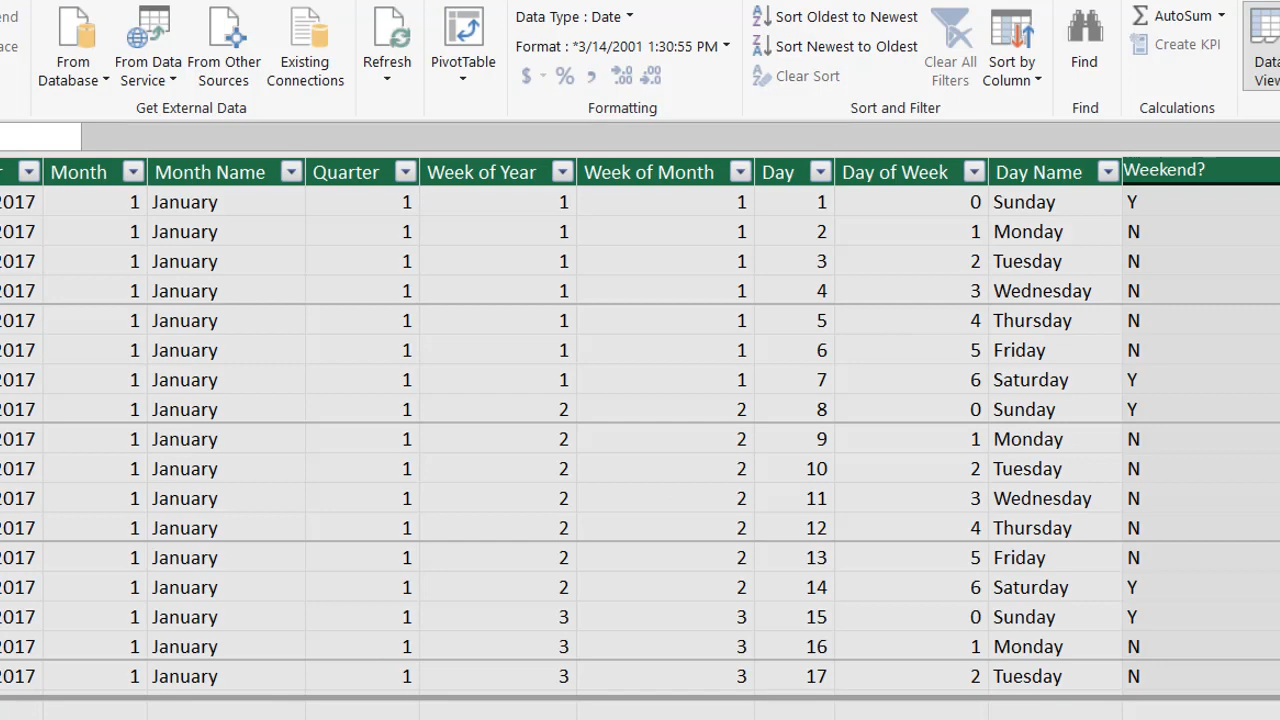 end
ace
From Database
From Data Service
From Other Sources
Existing Connections
Get External Data
Refresh
PivotTable
Data Type : Date
Format : *3/14/2001 1:30:55 PM
$ % , .00 .00
Formatting
Sort Oldest to Newest
Sort Newest to Oldest
Clear Sort
Clear All Filters
Sort by Column
Sort and Filter
Find
Find
AutoSum
Create KPI
Calculations
Data
View
r Month Month Name Quarter Week of Year Week of Month Day Day of Week Day Name Weekend?
2017 1 January 1 1 1 1 0 Sunday Y
2017 1 January 1 1 1 2 1 Monday N
2017 1 January 1 1 1 3 2 Tuesday N
2017 1 January 1 1 1 4 3 Wednesday N
2017 1 January 1 1 1 5 4 Thursday N
2017 1 January 1 1 1 6 5 Friday N
2017 1 January 1 1 1 7 6 Saturday Y
2017 1 January 1 2 2 8 0 Sunday Y
2017 1 January 1 2 2 9 1 Monday N
2017 1 January 1 2 2 10 2 Tuesday N
2017 1 January 1 2 2 11 3 Wednesday N
2017 1 January 1 2 2 12 4 Thursday N
2017 1 January 1 2 2 13 5 Friday N
2017 1 January 1 2 2 14 6 Saturday Y
2017 1 January 1 3 3 15 0 Sunday Y
2017 1 January 1 3 3 16 1 Monday N
2017 1 January 1 3 3 17 2 Tuesday N